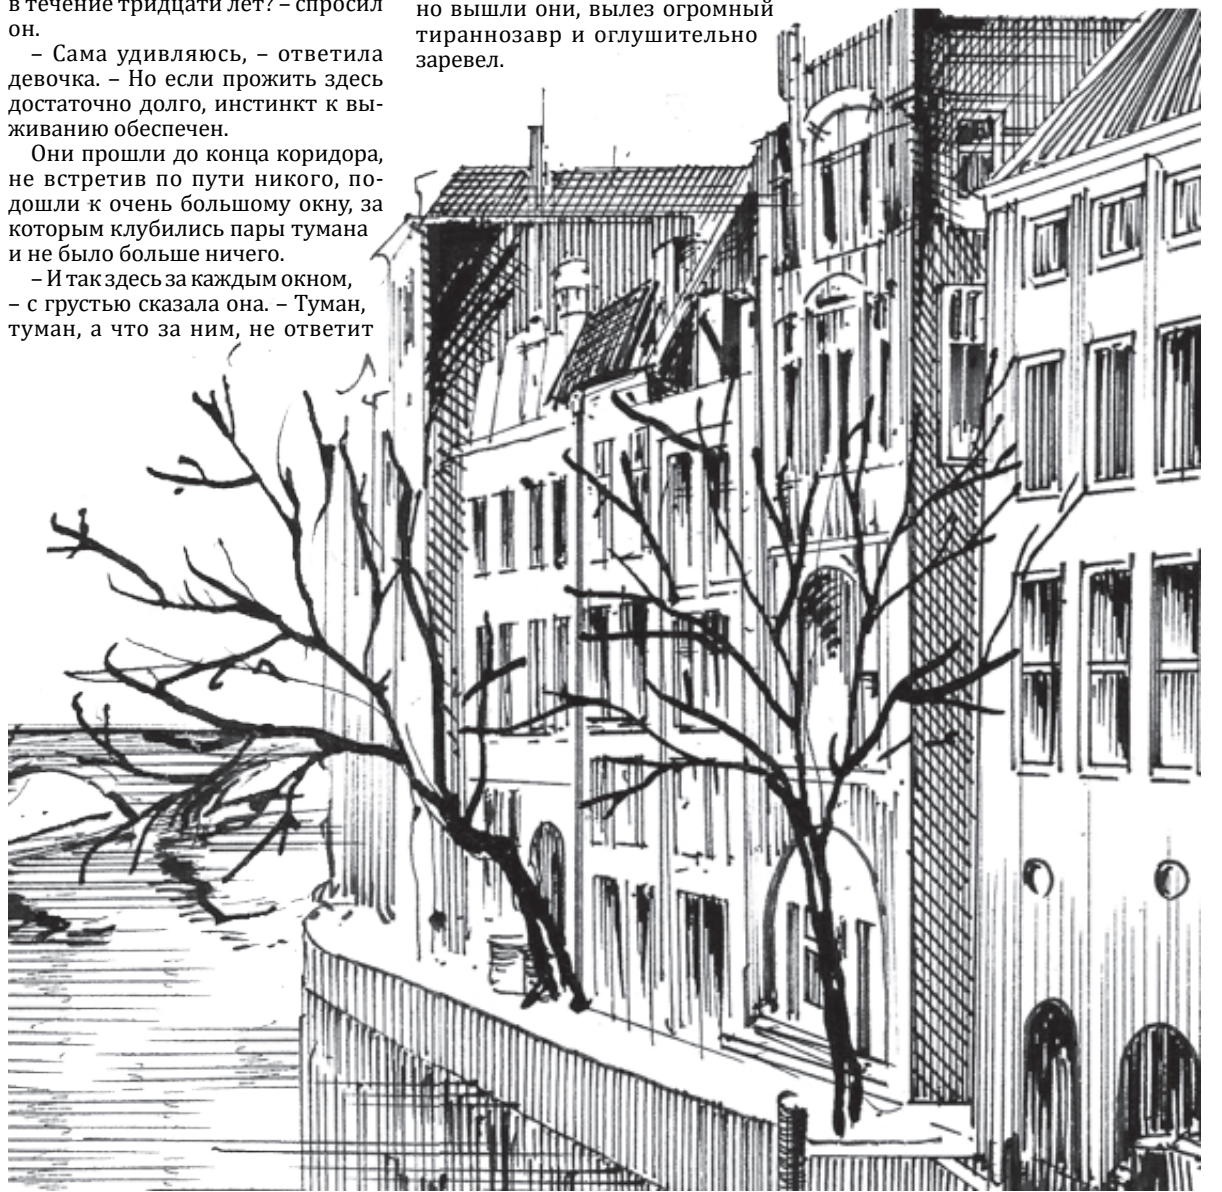 в течение тридцати лет? – спросил
он.
– Сама удивляюсь, – ответила
девочка. – Но если прожить здесь
достаточно долго, инстинкт к вы-
живанию обеспечен.
Они прошли до конца коридора,
не встретив по пути никого, по-
дошли к очень большому окну, за
которым клубились пары тумана
и не было больше ничего.
– И так здесь за каждым окном,
– с грустью сказала она. – Туман,
туман, а что за ним, не ответит
но вышли они, вылез огромный
тираннозавр и оглушительно
заревел.